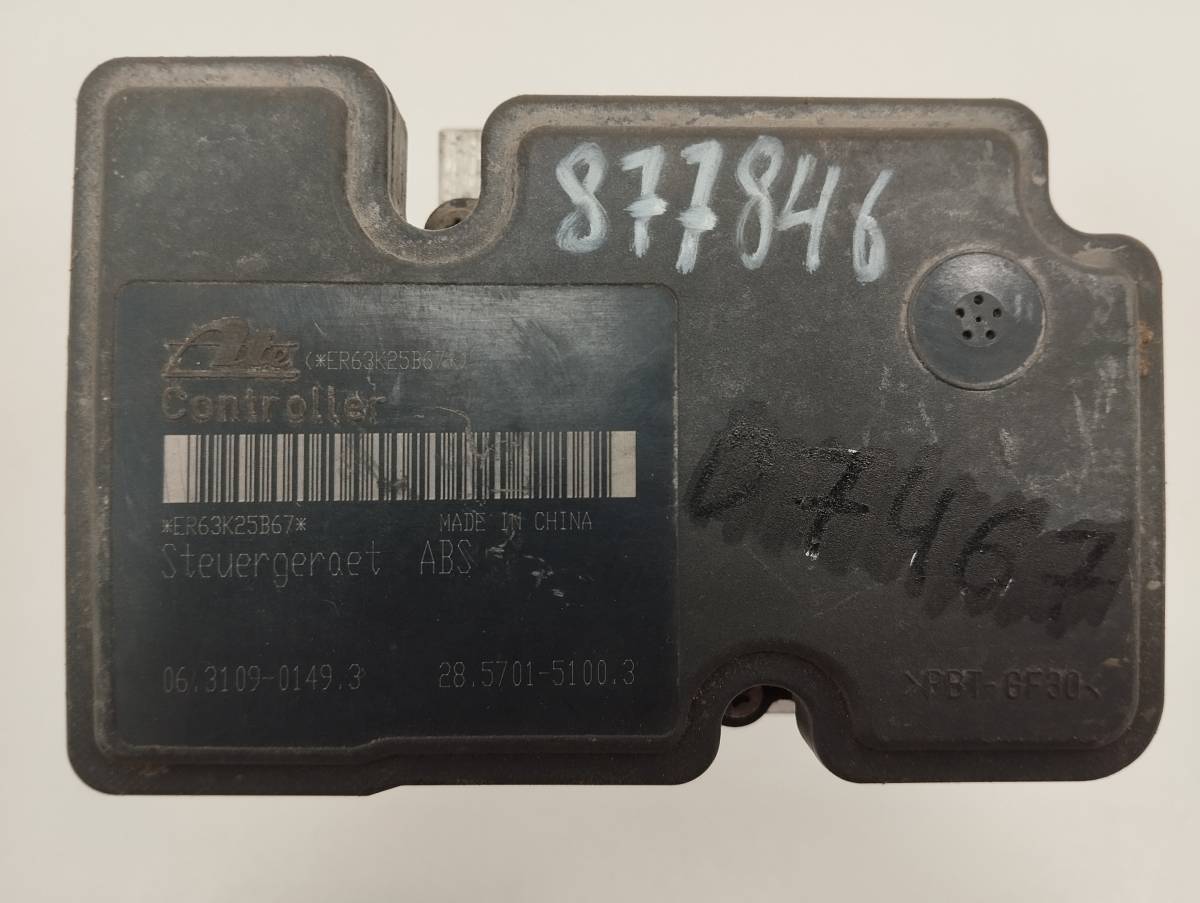 877846
Ate (*ER63K25B67*)
Controller
D7467
*ER63K25B67* MADE IN CHINA
Steuergeraet ABS
06.3109-0149.3 28.5701-5100.3
>PBT-GF30<